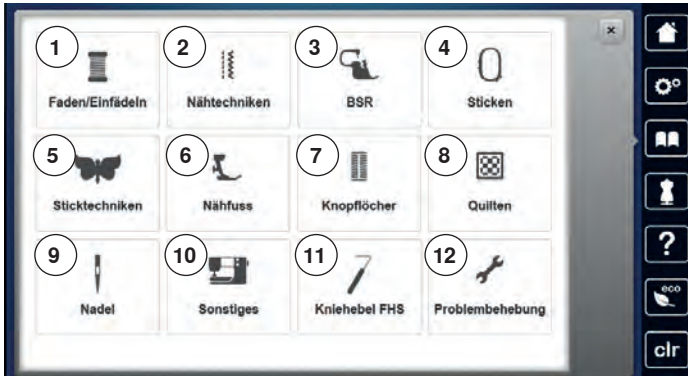 1 2 3 4
Faden/Einfädeln Nähtechniken BSR Sticken
5 6 7 8
Sticktechniken Nähfuss Knopflöcher Quilten
9 10 11 12
Nadel Sonstiges Kniehebel FHS Problembehebung
×
?
eco
clr